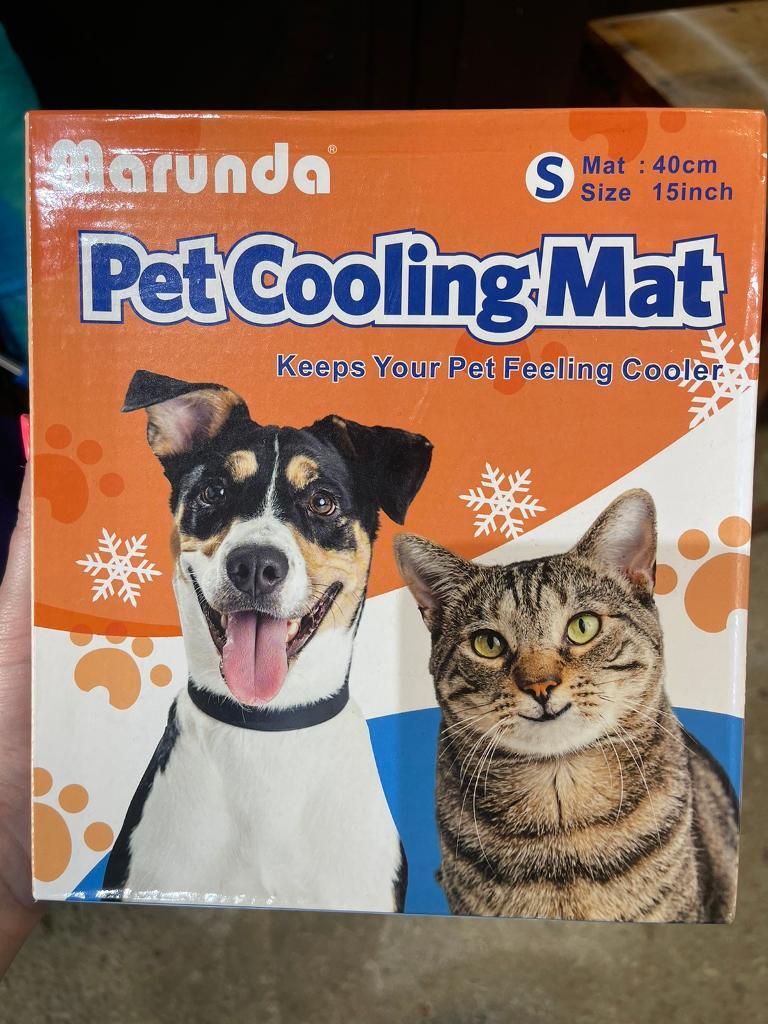 Marunda®
S Mat : 40cm
Size 15inch
Pet Cooling Mat
Keeps Your Pet Feeling Cooler